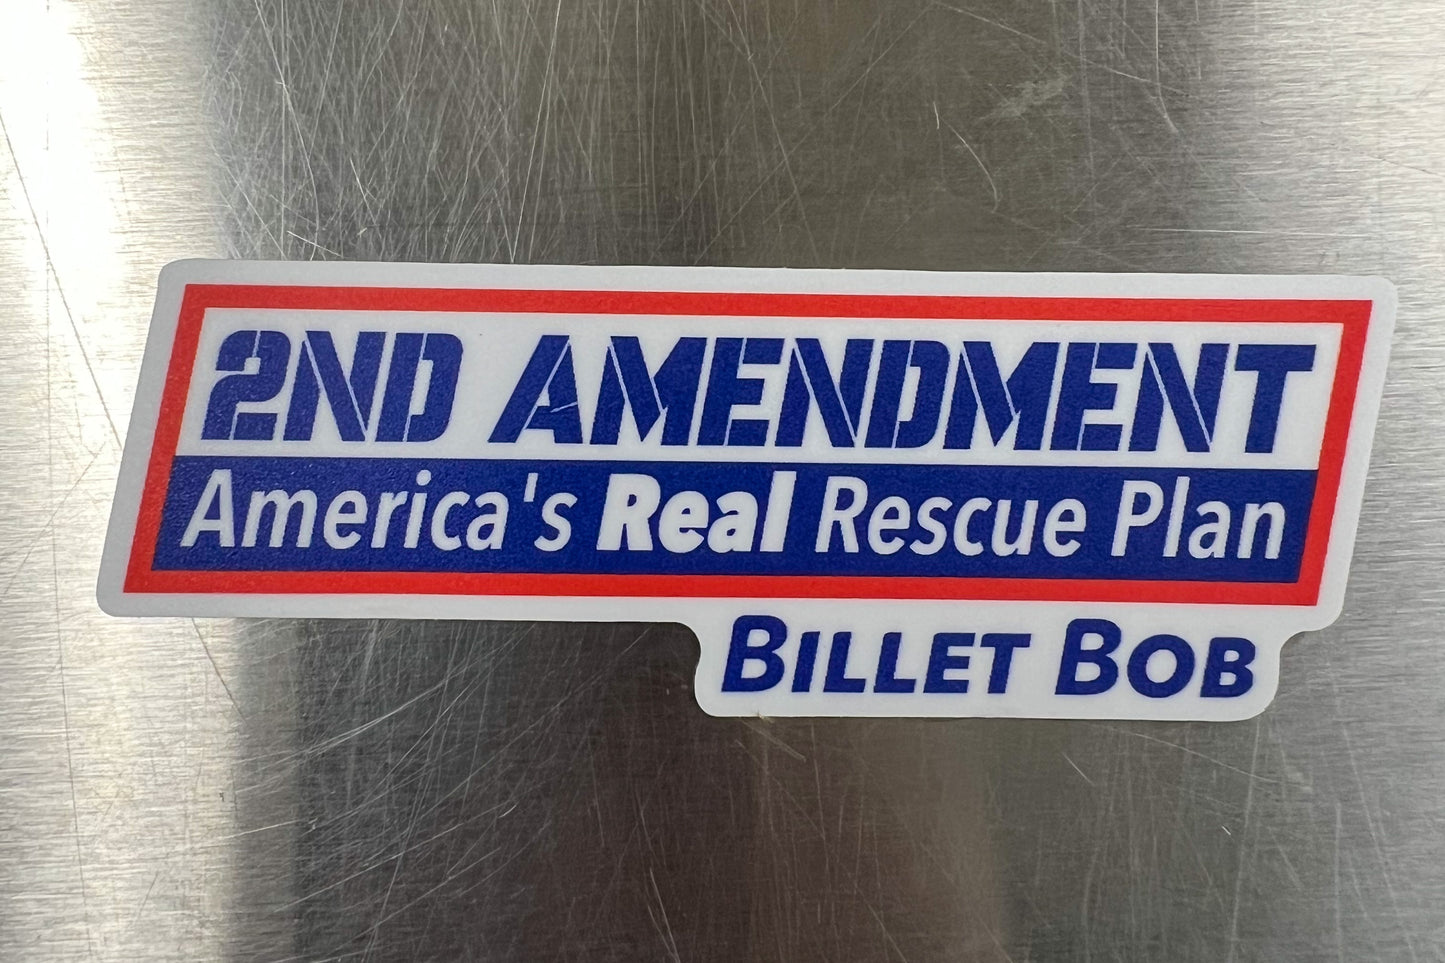 2ND AMENDMENT
America's Real Rescue Plan
BILLET BOB